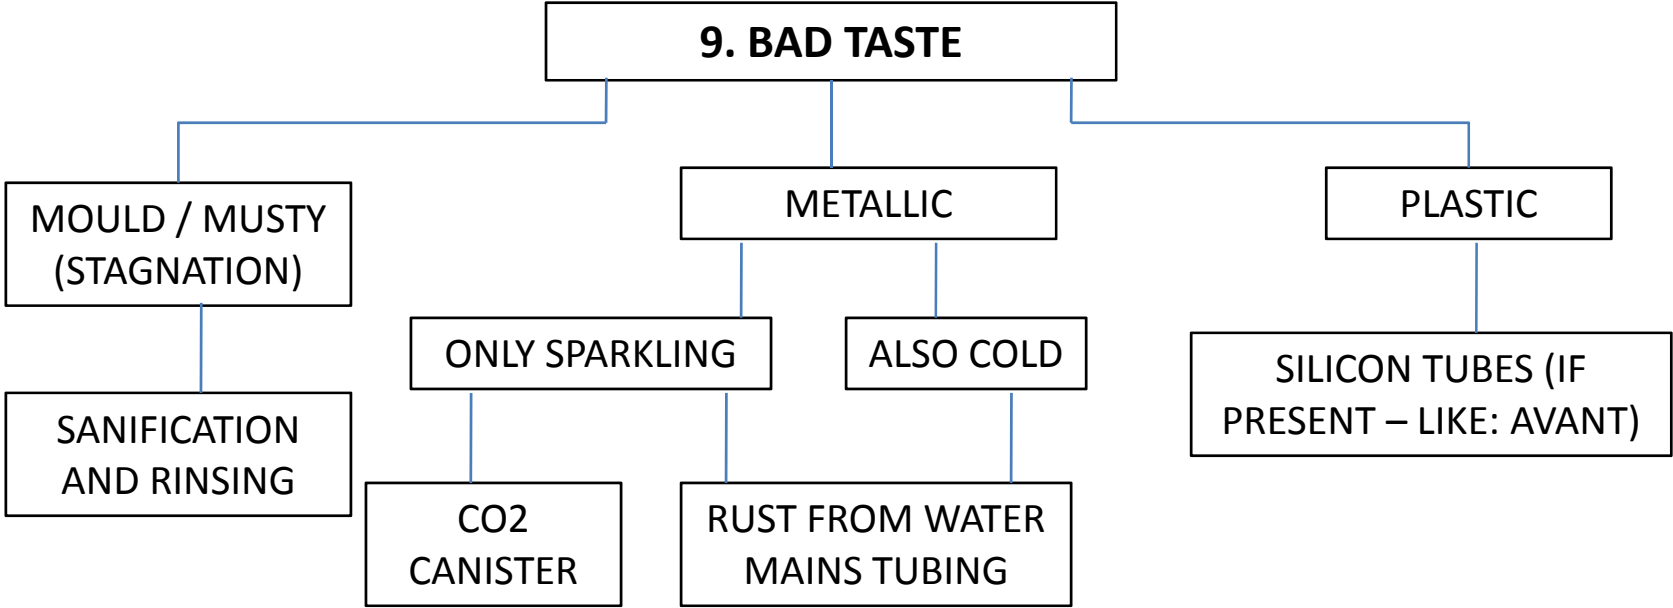 9. BAD TASTE
MOULD / MUSTY
(STAGNATION)
METALLIC
PLASTIC
ONLY SPARKLING
ALSO COLD
SILICON TUBES (IF
PRESENT – LIKE: AVANT)
SANIFICATION
AND RINSING
CO2
CANISTER
RUST FROM WATER
MAINS TUBING